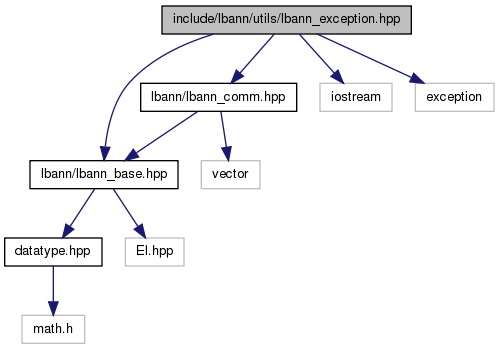 include/lbann/utils/lbann_exception.hpp
lbann/lbann_comm.hpp
iostream
exception
lbann/lbann_base.hpp
vector
datatype.hpp
El.hpp
math.h